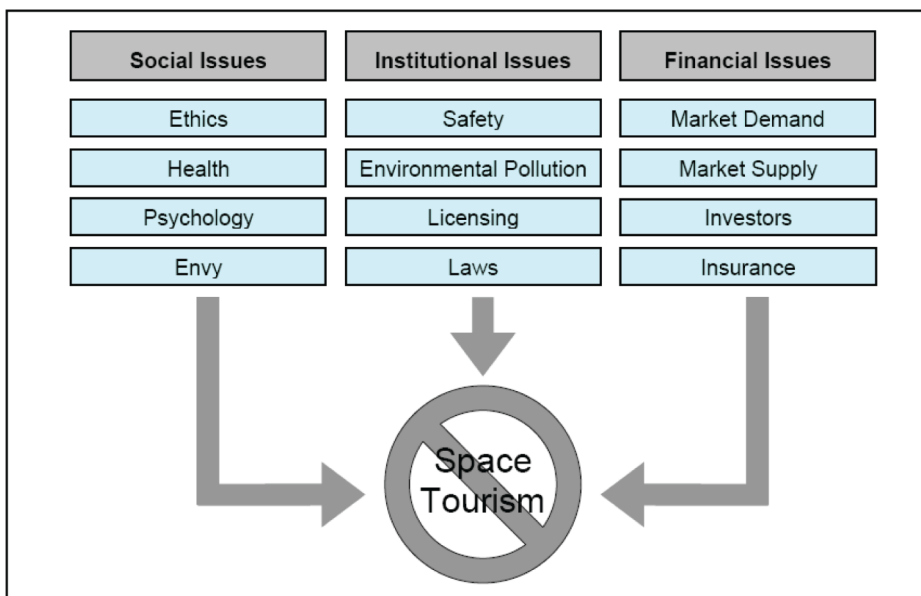 Social Issues
Institutional Issues
Financial Issues
Ethics
Safety
Market Demand
Health
Environmental Pollution
Market Supply
Psychology
Licensing
Investors
Envy
Laws
Insurance
Space
Tourism